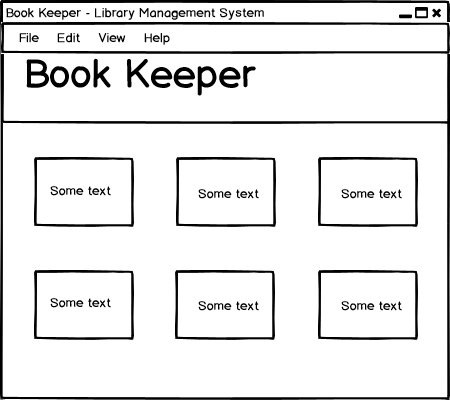 Book Keeper - Library Management System
File Edit View Help
Book Keeper
Some text Some text Some text
Some text Some text Some text